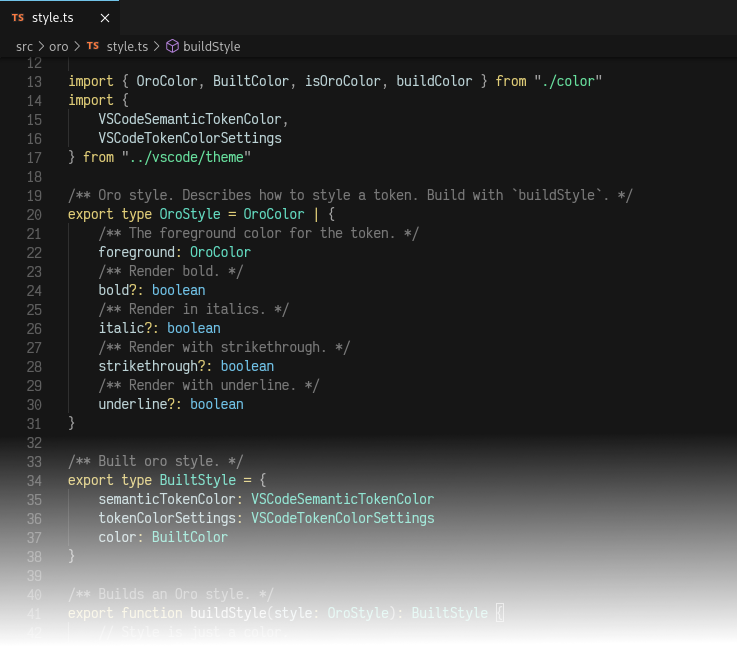 TS style.ts ×
src > oro > TS style.ts > buildStyle
12
13 import { OroColor, BuiltColor, isOroColor, buildColor } from "./color"
14 import {
15 VSCodeSemanticTokenColor,
16 VSCodeTokenColorSettings
17 } from "../vscode/theme"
18
19 /** Oro style. Describes how to style a token. Build with `buildStyle`. */
20 export type OroStyle = OroColor | {
21 /** The foreground color for the token. */
22 foreground: OroColor
23 /** Render bold. */
24 bold?: boolean
25 /** Render in italics. */
26 italic?: boolean
27 /** Render with strikethrough. */
28 strikethrough?: boolean
29 /** Render with underline. */
30 underline?: boolean
31 }
32
33 /** Built oro style. */
34 export type BuiltStyle = {
35 semanticTokenColor: VSCodeSemanticTokenColor
36 tokenColorSettings: VSCodeTokenColorSettings
37 color: BuiltColor
38 }
39
40 /** Builds an Oro style. */
41 export function buildStyle(style: OroStyle): BuiltStyle {
42 // Style is just a color